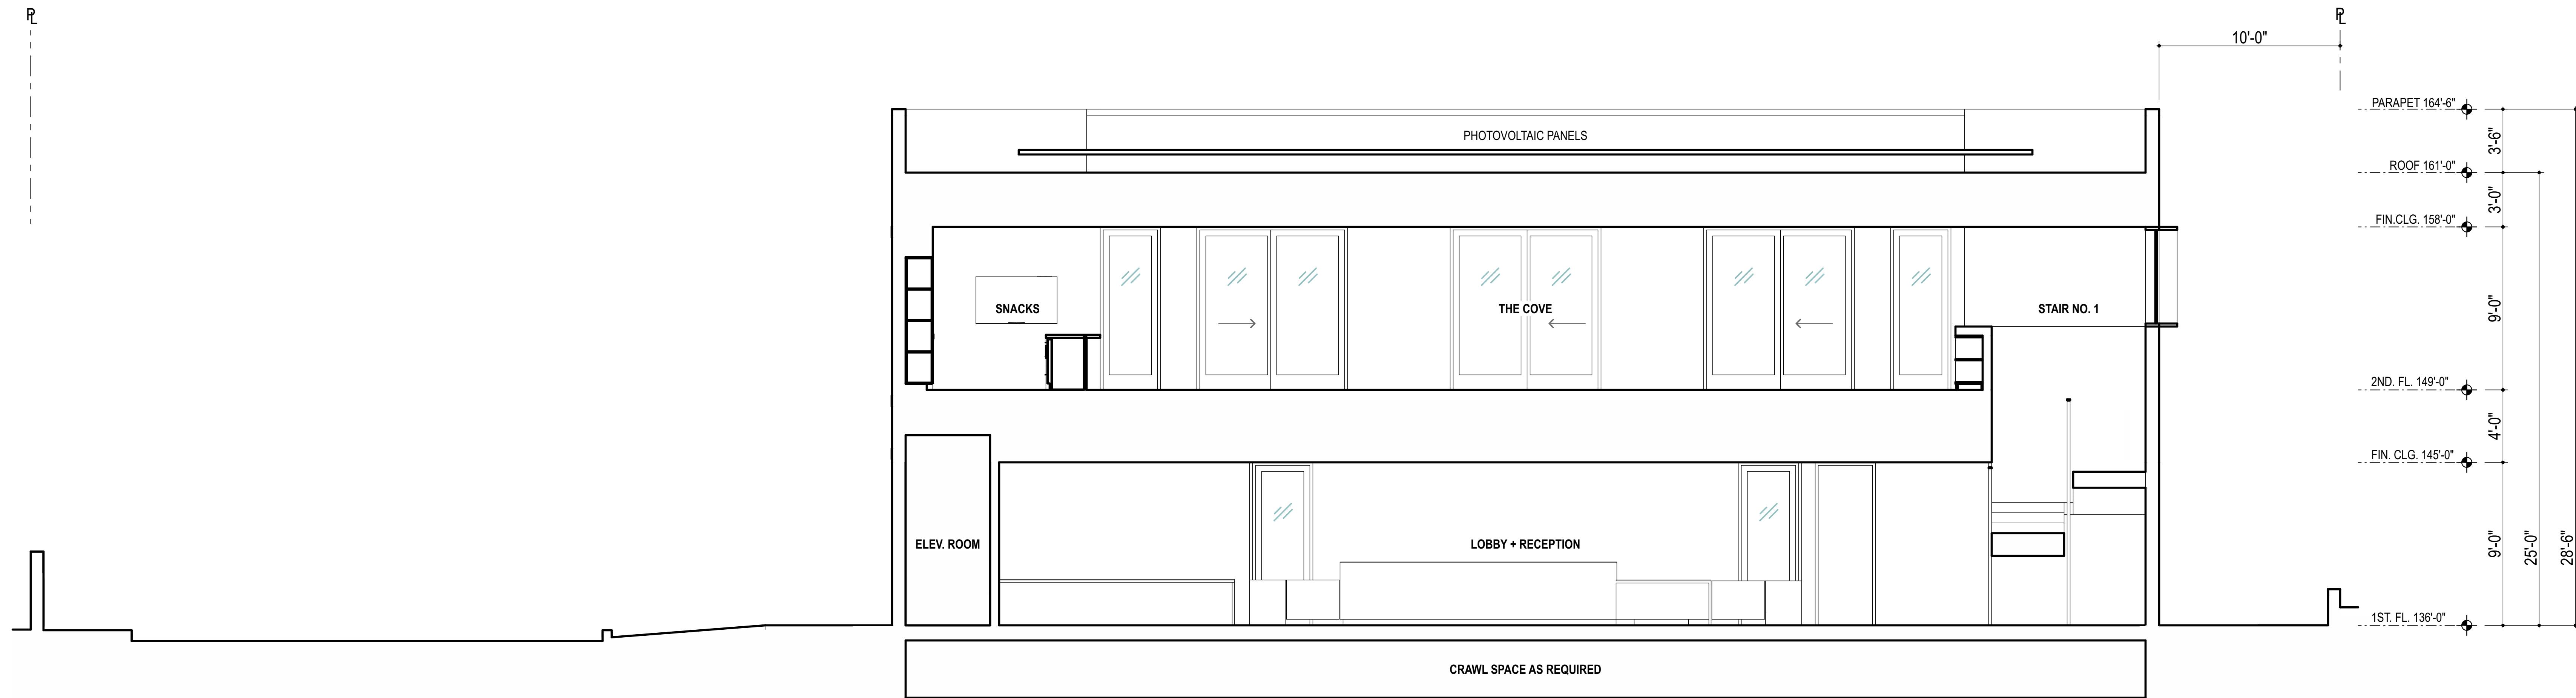 PL
PL
10'-0"
PARAPET 164'-6"
PHOTOVOLTAIC PANELS
3'-6"
ROOF 161'-0"
3'-0"
FIN.CLG. 158'-0"
SNACKS
THE COVE
STAIR NO. 1
9'-0"
2ND. FL. 149'-0"
4'-0"
FIN. CLG. 145'-0"
ELEV. ROOM
LOBBY + RECEPTION
9'-0"
25'-0"
28'-6"
1ST. FL. 136'-0"
CRAWL SPACE AS REQUIRED